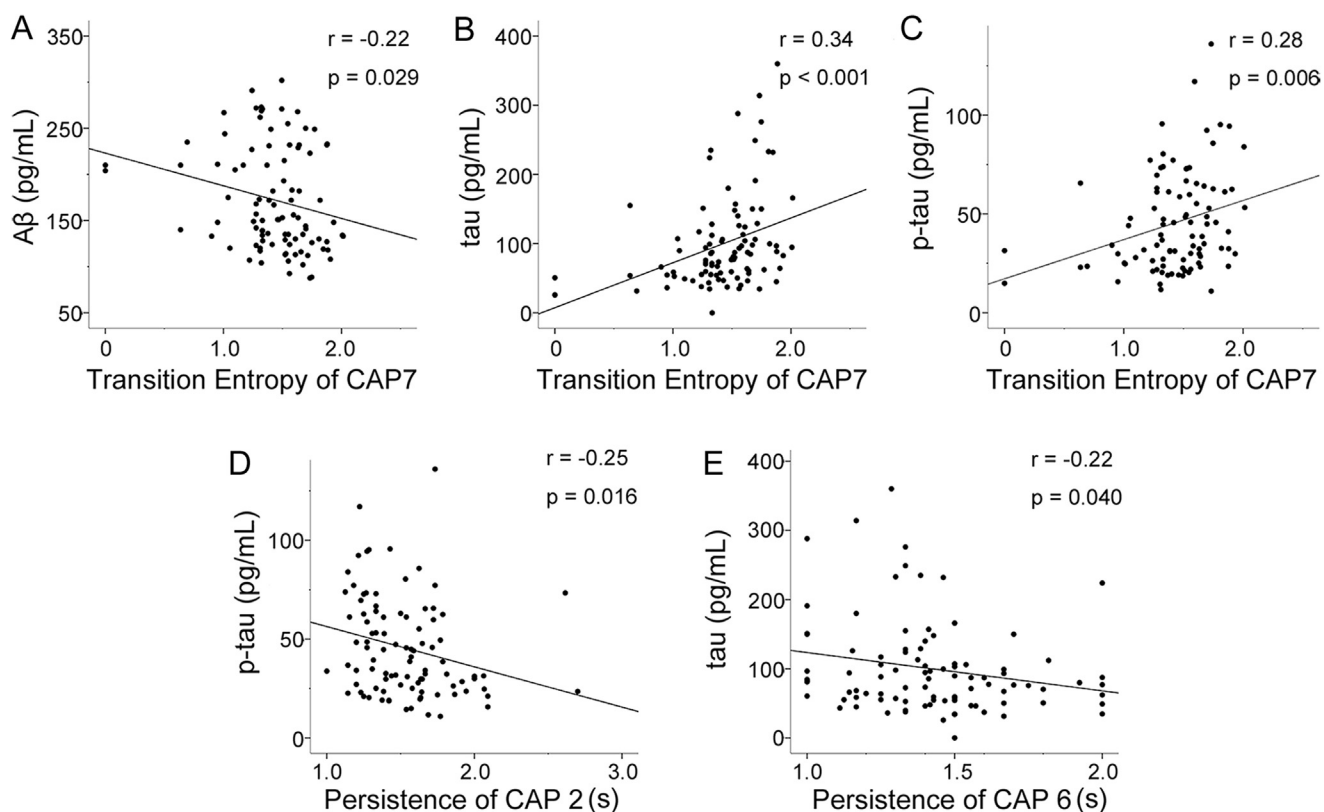 A
r = -0.22
p = 0.029
Aβ (pg/mL)
350
250
150
50
0 1.0 2.0
Transition Entropy of CAP7
B
r = 0.34
p < 0.001
tau (pg/mL)
400
300
200
100
0
0 1.0 2.0
Transition Entropy of CAP7
C
r = 0.28
p = 0.006
p-tau (pg/mL)
100
50
0
0 1.0 2.0
Transition Entropy of CAP7
D
r = -0.25
p = 0.016
p-tau (pg/mL)
100
50
0
1.0 2.0 3.0
Persistence of CAP 2 (s)
E
r = -0.22
p = 0.040
tau (pg/mL)
400
300
200
100
0
1.0 1.5 2.0
Persistence of CAP 6 (s)